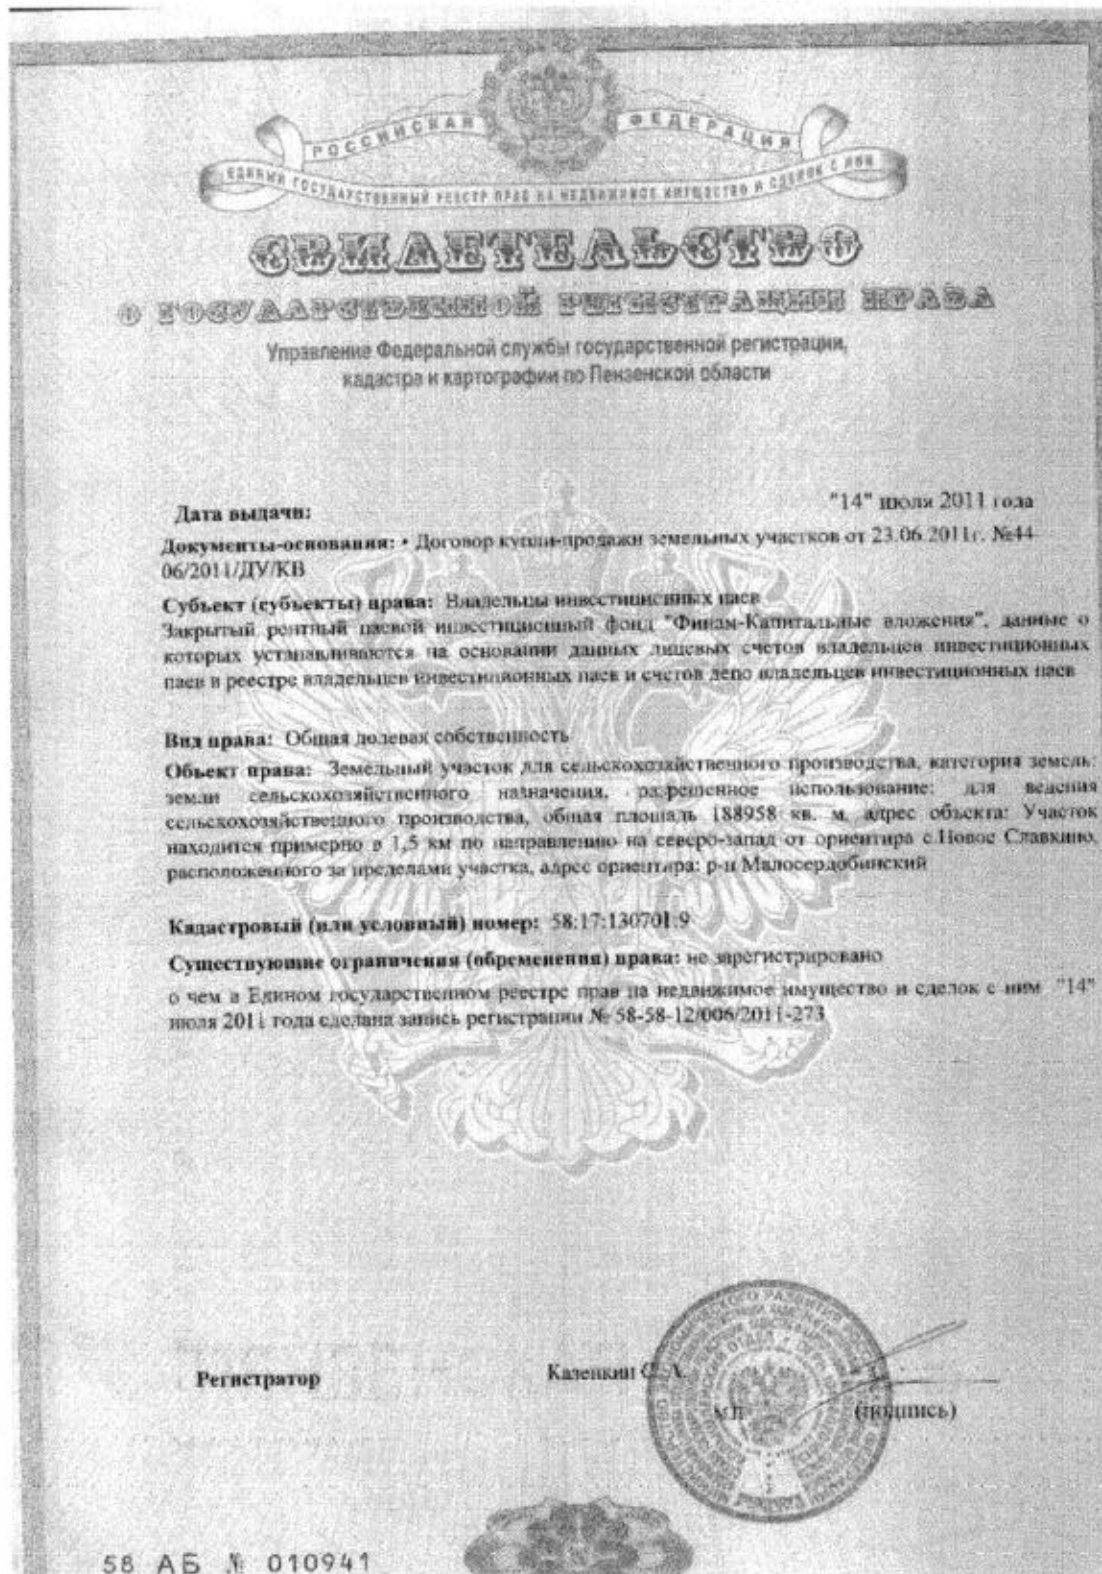 РОССИЙСКАЯ ФЕДЕРАЦИЯ
ЕДИНЫЙ ГОСУДАРСТВЕННЫЙ РЕЕСТР ПРАВ НА НЕДВИЖИМОЕ ИМУЩЕСТВО И СДЕЛОК С НИМ
СВИДЕТЕЛЬСТВО
О ГОСУДАРСТВЕННОЙ РЕГИСТРАЦИИ ПРАВА
Управление Федеральной службы государственной регистрации,
кадастра и картографии по Пензенской области
Дата выдачи: "14" июля 2011 года
Документы-основания: • Договор купли-продажи земельных участков от 23.06.2011г. №44-
06/2011/ДУ/КВ
Субъект (субъекты) права: Владельцы инвестиционных паев
Закрытый рентный паевой инвестиционный фонд "Финам-Капитальные вложения", данные о
которых устанавливаются на основании данных лицевых счетов владельцев инвестиционных
паев в реестре владельцев инвестиционных паев и счетов депо владельцев инвестиционных паев
Вид права: Общая долевая собственность
Объект права: Земельный участок для сельскохозяйственного производства, категория земель:
земли сельскохозяйственного назначения, разрешенное использование: для ведения
сельскохозяйственного производства, общая площадь 188958 кв. м, адрес объекта: Участок
находится примерно в 1,5 км по направлению на северо-запад от ориентира с.Новое Славкино,
расположенного за пределами участка, адрес ориентира: р-н Малосердобинский
Кадастровый (или условный) номер: 58:17:130701:9
Существующие ограничения (обременения) права: не зарегистрировано
о чем в Едином государственном реестре прав на недвижимое имущество и сделок с ним "14"
июля 2011 года сделана запись регистрации № 58-58-12/006/2011-273
Регистратор Казенкин С. А.
М.П. (подпись)
58 АБ № 010941